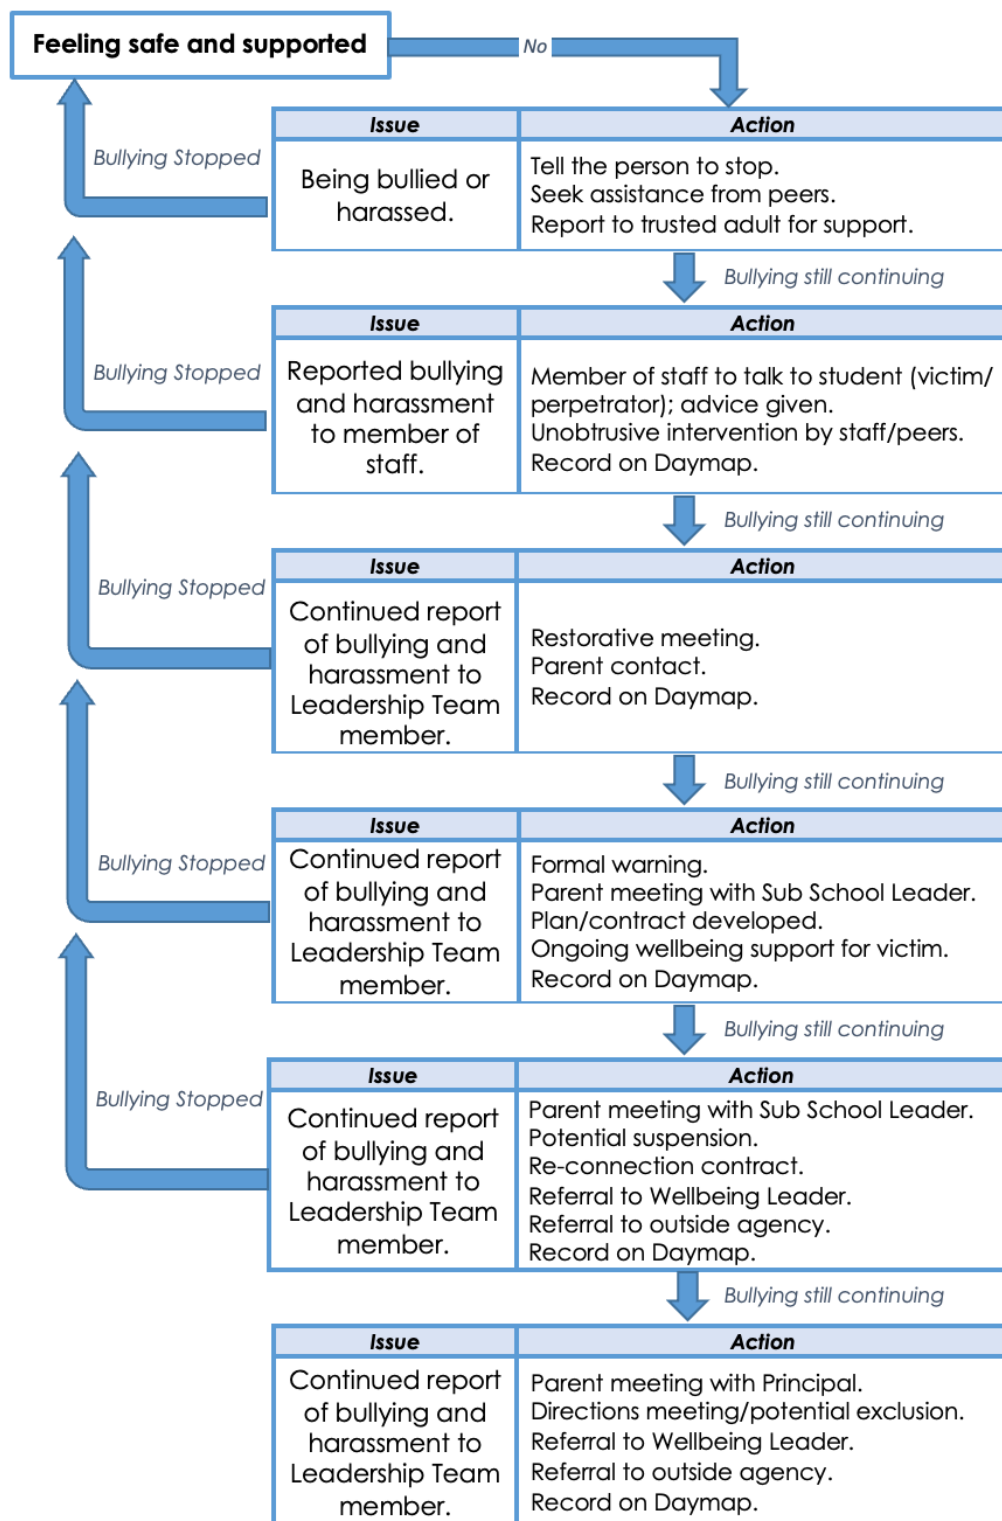 Feeling safe and supported
No
Issue
Action
Bullying Stopped
Being bullied or
harassed.
Tell the person to stop.
Seek assistance from peers.
Report to trusted adult for support.
Bullying still continuing
Issue
Action
Bullying Stopped
Reported bullying
and harassment
to member of
staff.
Member of staff to talk to student (victim/
perpetrator); advice given.
Unobtrusive intervention by staff/peers.
Record on Daymap.
Bullying still continuing
Issue
Action
Bullying Stopped
Continued report
of bullying and
harassment to
Leadership Team
member.
Restorative meeting.
Parent contact.
Record on Daymap.
Bullying still continuing
Issue
Action
Bullying Stopped
Continued report
of bullying and
harassment to
Leadership Team
member.
Formal warning.
Parent meeting with Sub School Leader.
Plan/contract developed.
Ongoing wellbeing support for victim.
Record on Daymap.
Bullying still continuing
Issue
Action
Bullying Stopped
Continued report
of bullying and
harassment to
Leadership Team
member.
Parent meeting with Sub School Leader.
Potential suspension.
Re-connection contract.
Referral to Wellbeing Leader.
Referral to outside agency.
Record on Daymap.
Bullying still continuing
Issue
Action
Continued report
of bullying and
harassment to
Leadership Team
member.
Parent meeting with Principal.
Directions meeting/potential exclusion.
Referral to Wellbeing Leader.
Referral to outside agency.
Record on Daymap.